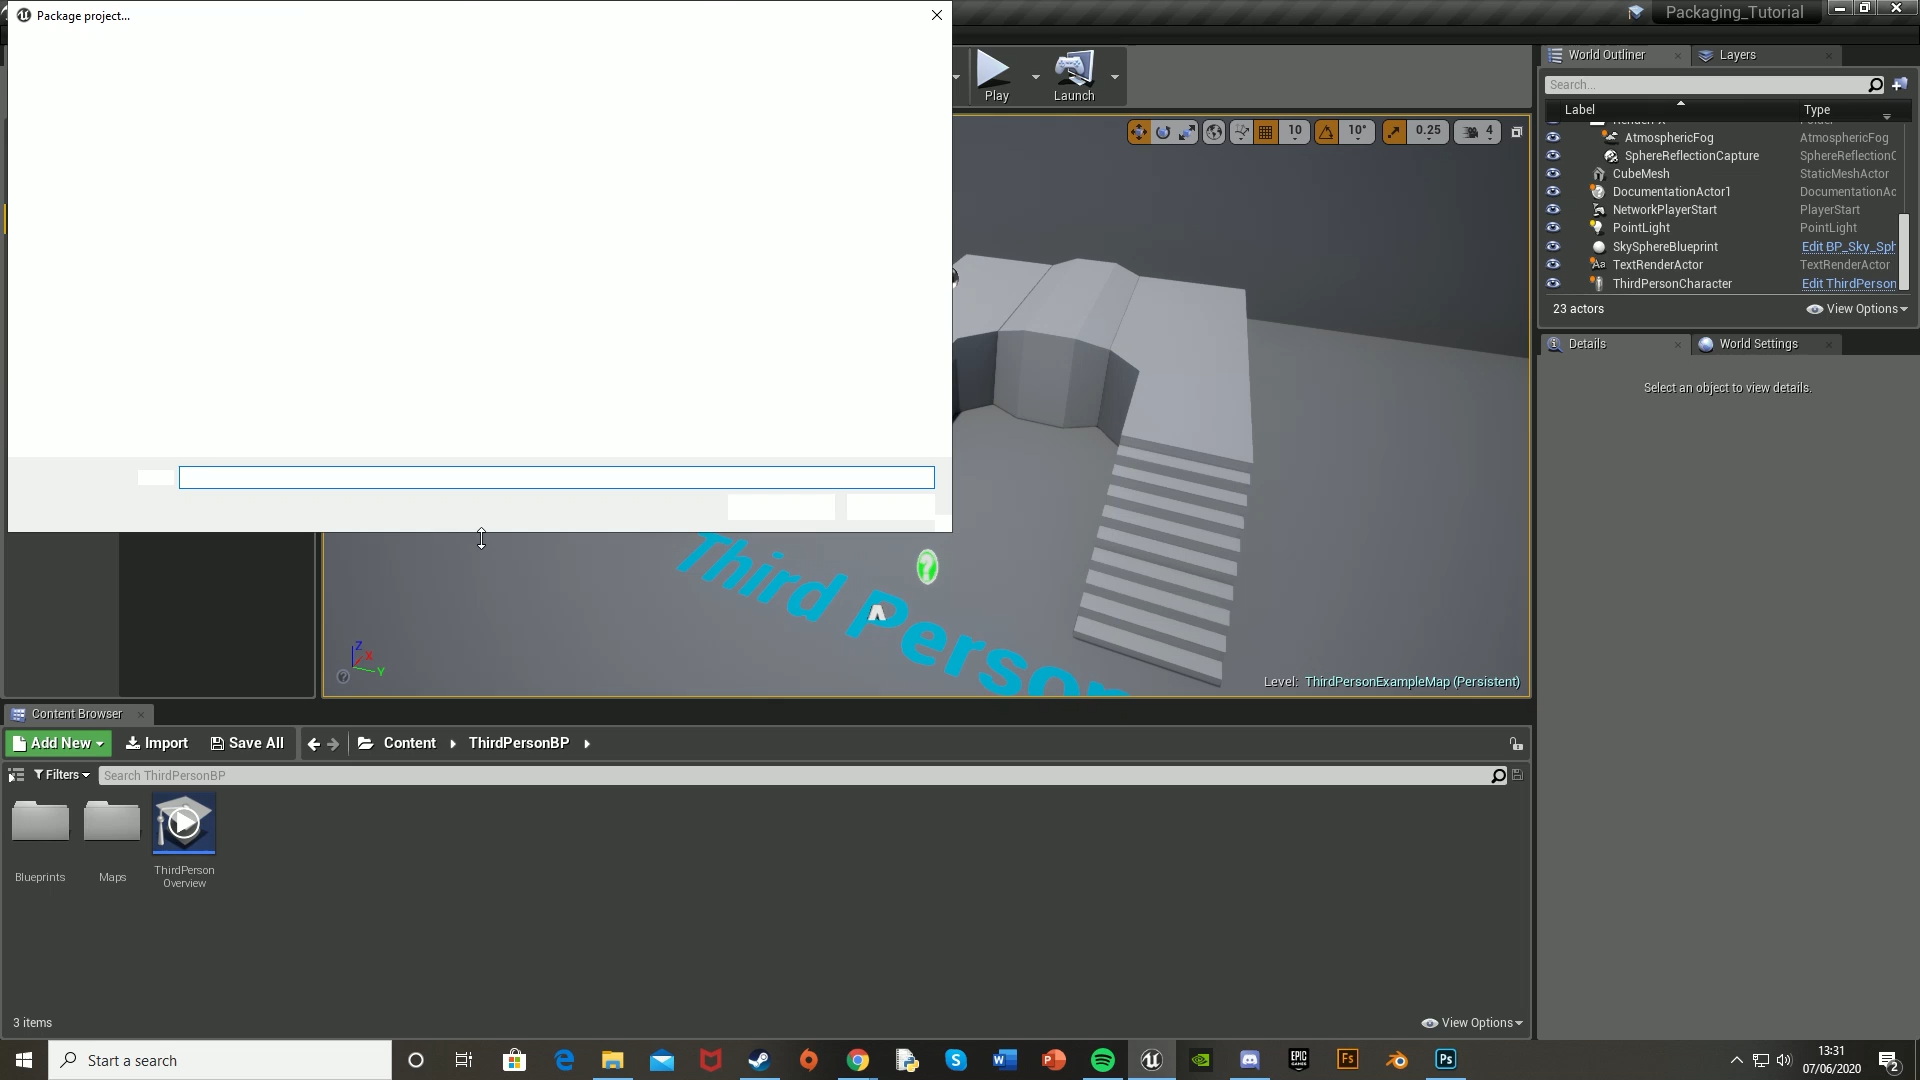 Package project...
Packaging_Tutorial
Play
Launch
10
10°
0.25
4
World Outliner
Layers
Search...
Label
Type
AtmosphericFog
AtmosphericFog
SphereReflectionCapture
SphereReflectionC
CubeMesh
StaticMeshActor
DocumentationActor1
DocumentationAc
NetworkPlayerStart
PlayerStart
PointLight
PointLight
SkySphereBlueprint
Edit BP_Sky_Sph
TextRenderActor
TextRenderActor
ThirdPersonCharacter
Edit ThirdPerson
23 actors
View Options
Details
World Settings
Select an object to view details.
Third Person
Z
X
Y
Level: ThirdPersonExampleMap (Persistent)
Content Browser
Add New
Import
Save All
Content
ThirdPersonBP
Filters
Search ThirdPersonBP
Blueprints
Maps
ThirdPerson
Overview
3 items
View Options
Start a search
13:31
07/06/2020
2